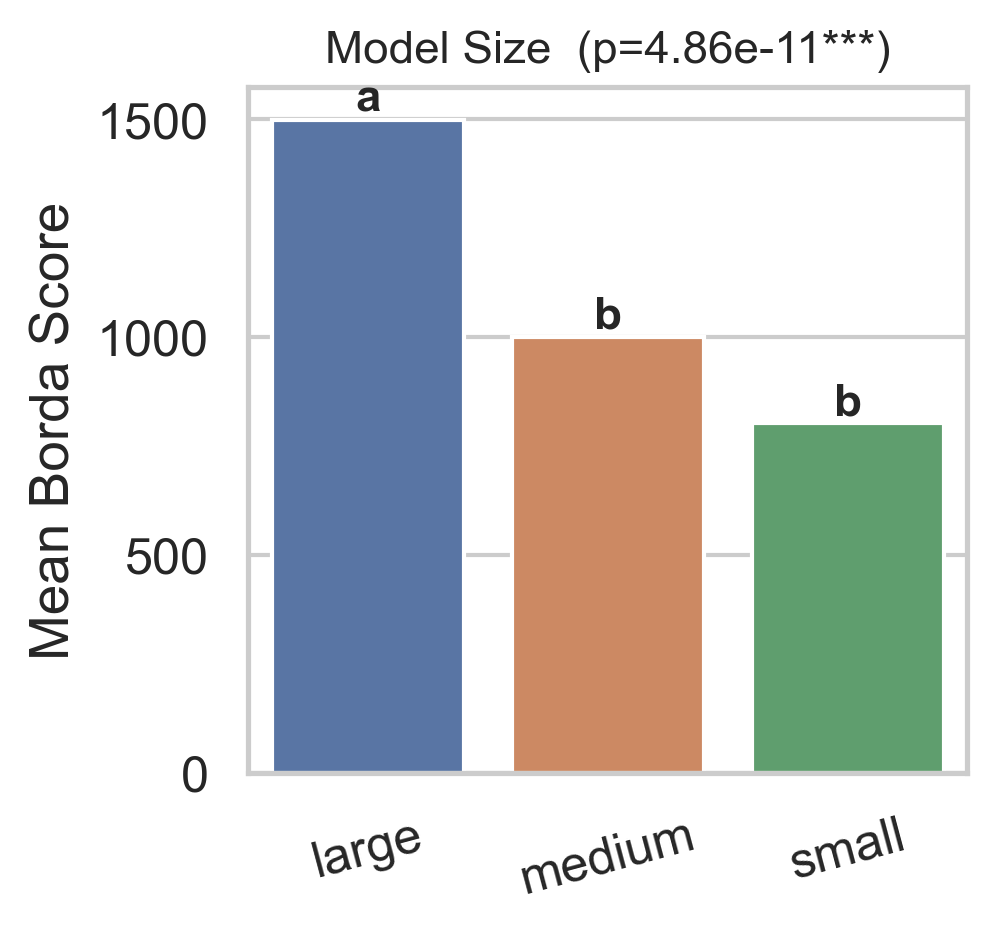 Model Size (p=4.86e-11***)
Mean Borda Score
1500
1000
500
0
a
b
b
large
medium
small